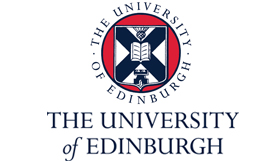 · THE UNIVERSITY ·
OF EDINBURGH
THE UNIVERSITY
of EDINBURGH